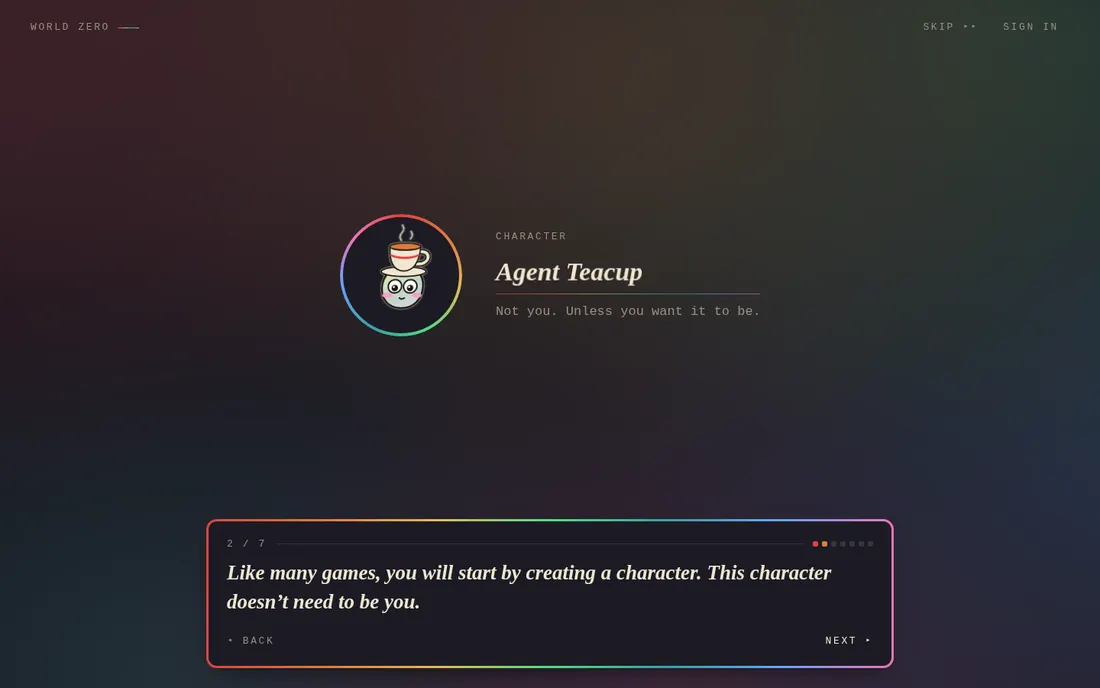 WORLD ZERO
SKIP
SIGN IN
CHARACTER
Agent Teacup
Not you. Unless you want it to be.
2 / 7
Like many games, you will start by creating a character. This character
doesn’t need to be you.
BACK
NEXT